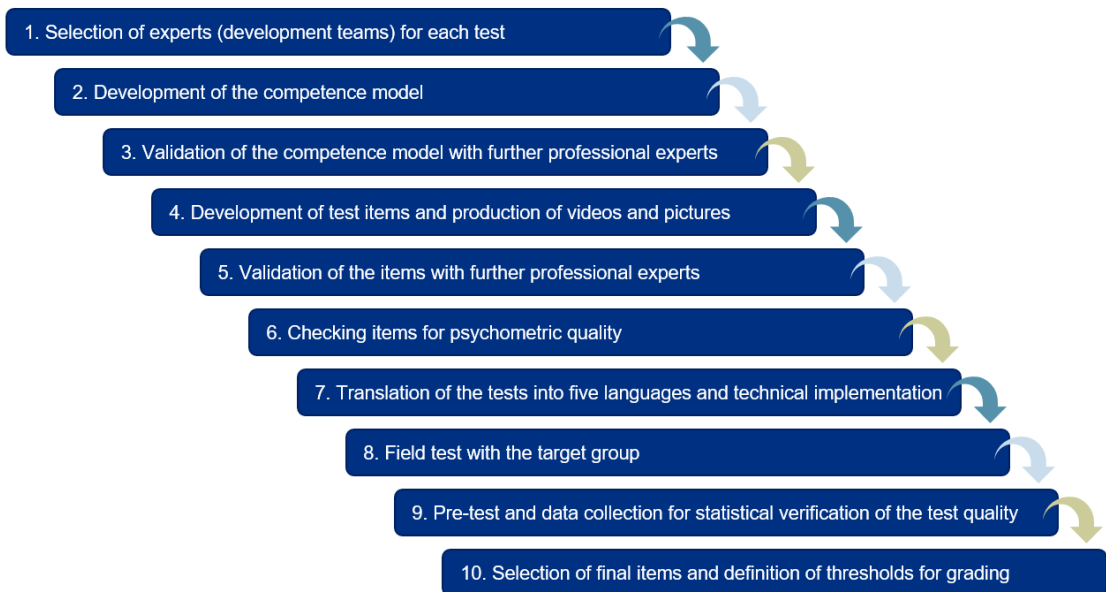 1. Selection of experts (development teams) for each test
2. Development of the competence model
3. Validation of the competence model with further professional experts
4. Development of test items and production of videos and pictures
5. Validation of the items with further professional experts
6. Checking items for psychometric quality
7. Translation of the tests into five languages and technical implementation
8. Field test with the target group
9. Pre-test and data collection for statistical verification of the test quality
10. Selection of final items and definition of thresholds for grading